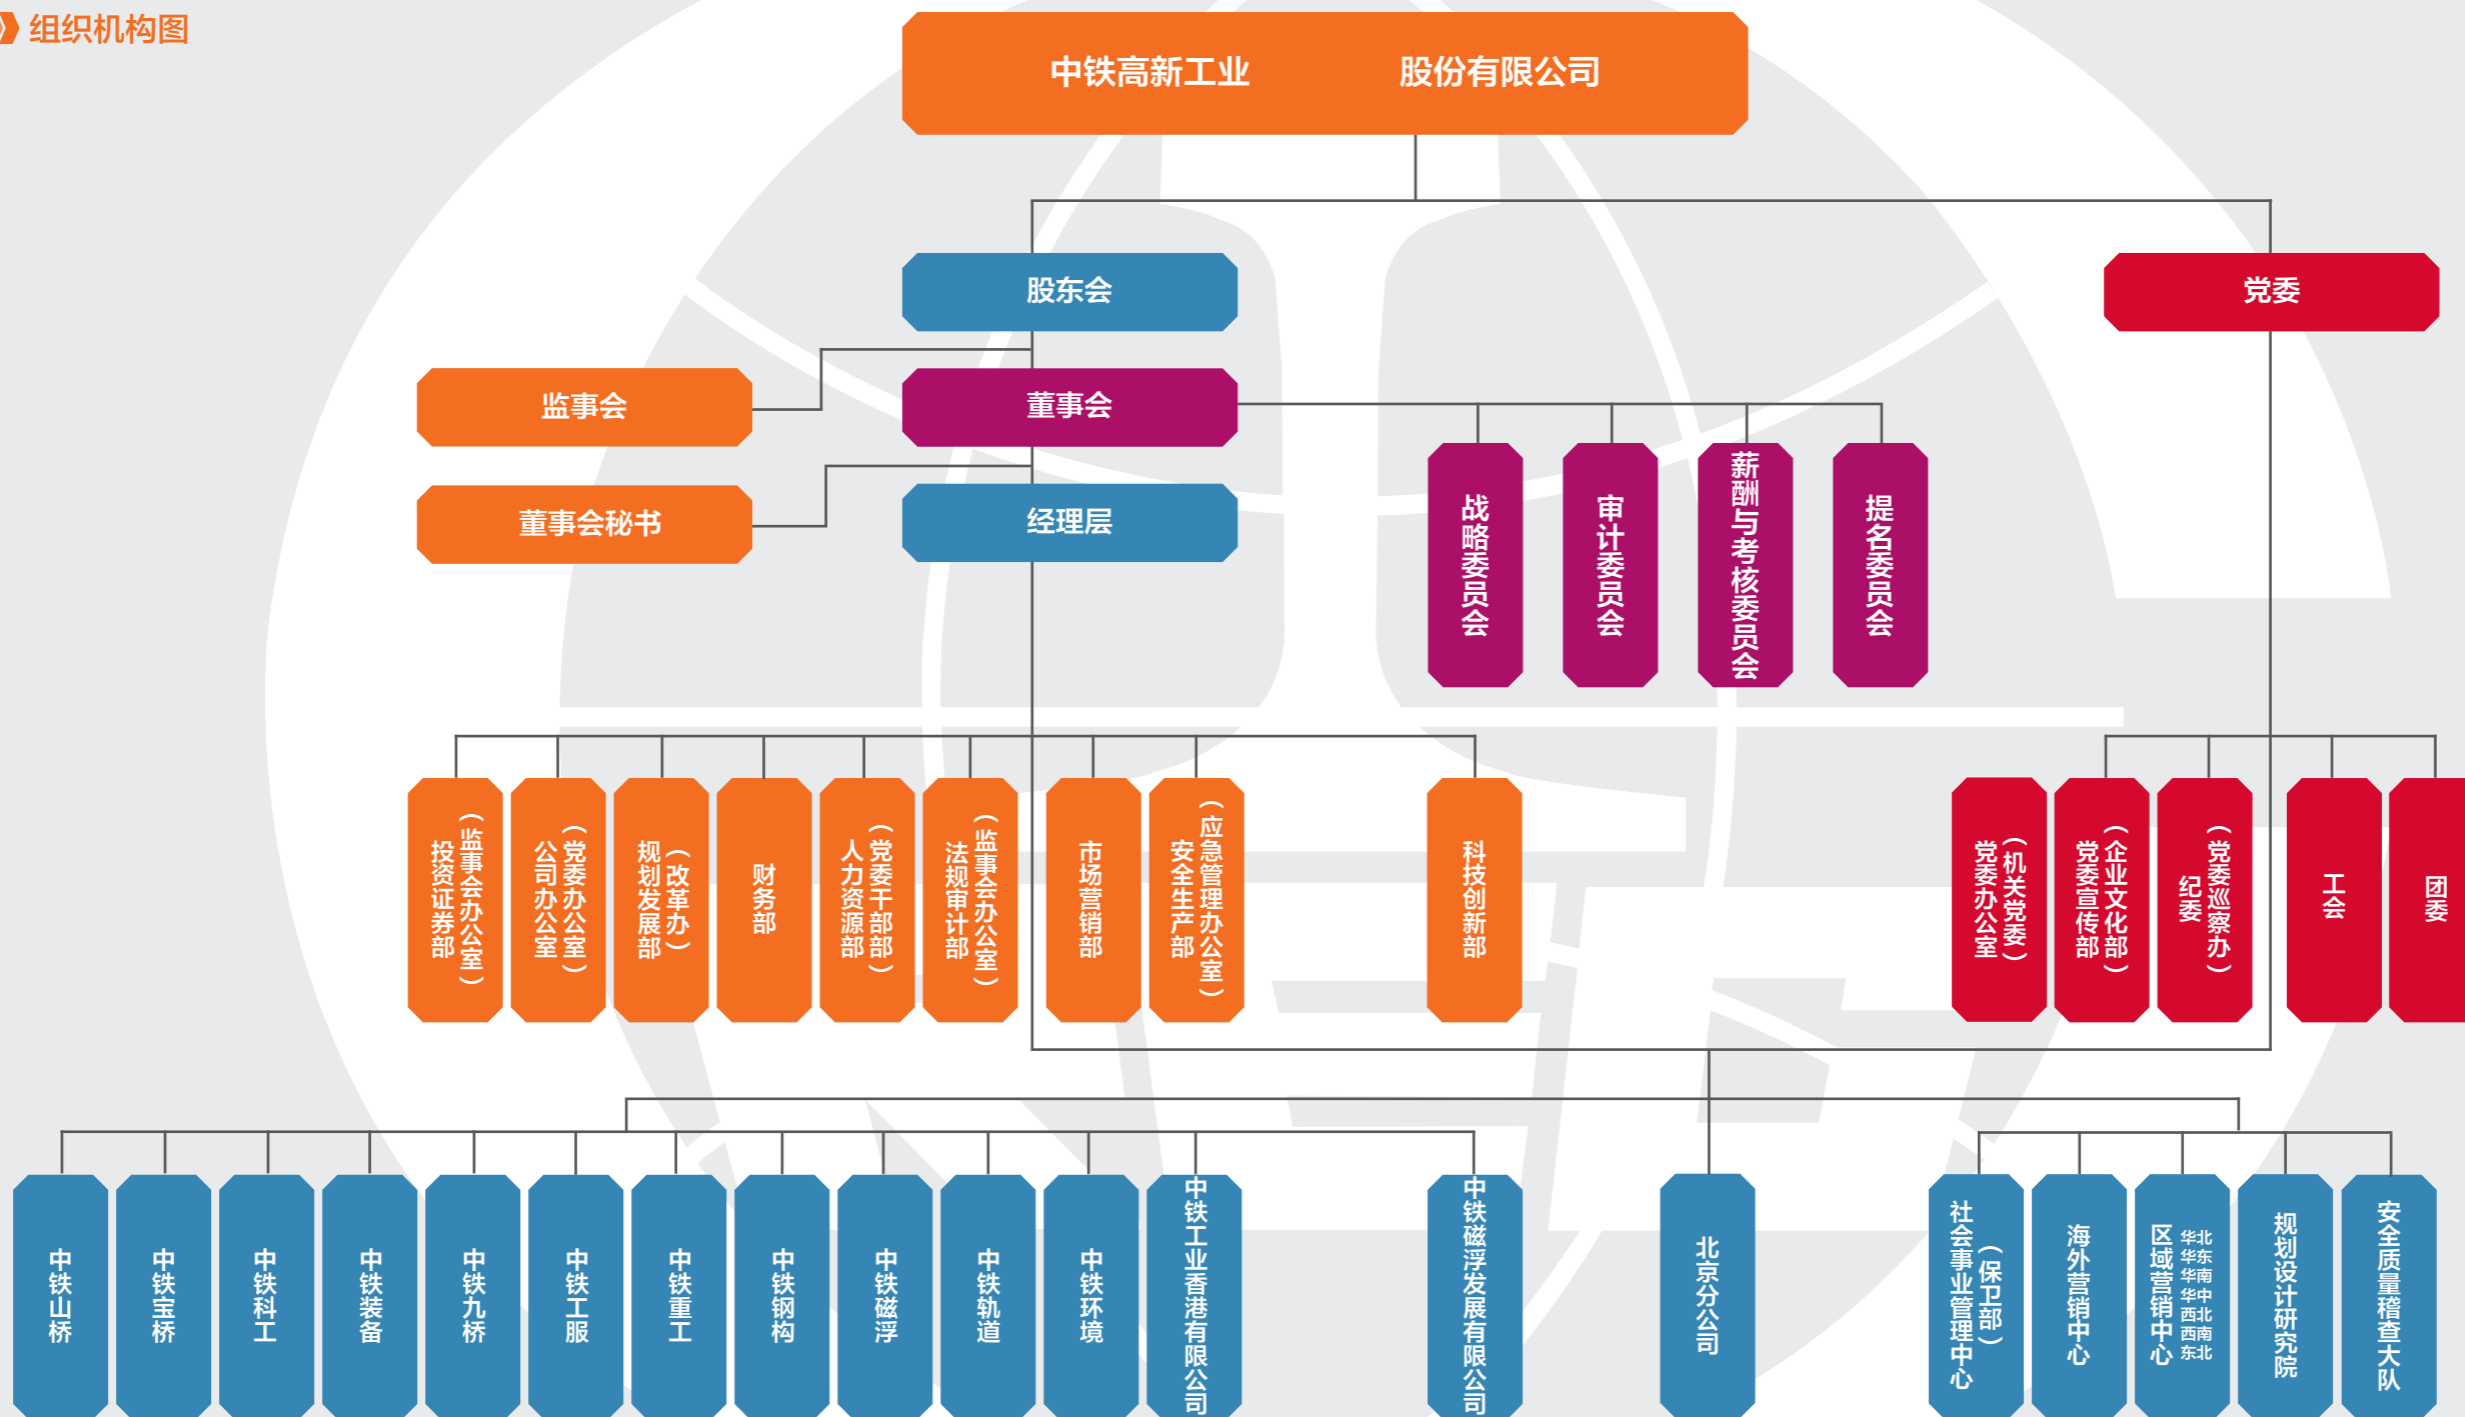 组织机构图
中铁高新工业 股份有限公司
股东会
党委
监事会
董事会
董事会秘书
经理层
战略委员会
审计委员会
薪酬与考核委员会
提名委员会
投资证券部
（监事会办公室）
公司办公室
（党委办公室）
规划发展部
（改革办）
财务部
人力资源部
（党委干部部）
法规审计部
（监事会办公室）
市场营销部
安全生产部
（应急管理办公室）
科技创新部
党委办公室
（机关党委）
党委宣传部
（企业文化部）
纪委
（党委巡察办）
工会
团委
中铁山桥
中铁宝桥
中铁科工
中铁装备
中铁九桥
中铁工服
中铁重工
中铁钢构
中铁磁浮
中铁轨道
中铁环境
中铁工业香港有限公司
中铁磁浮发展有限公司
北京分公司
社会事业管理中心
（保卫部）
海外营销中心
区域营销中心
华北
华东
华南
华中
西北
西南
东北
规划设计研究院
安全质量稽查大队